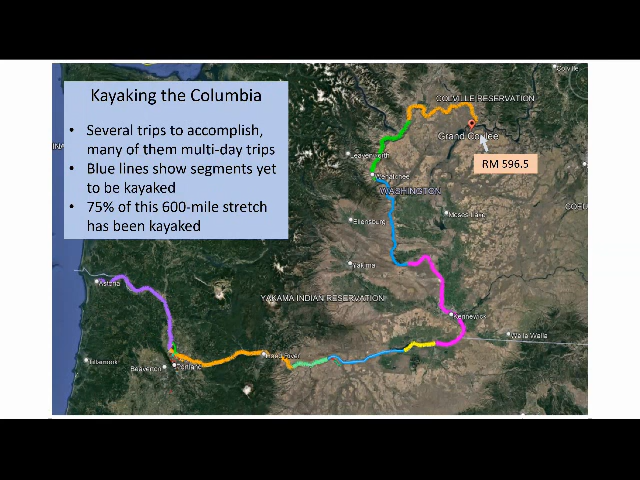 Kayaking the Columbia
• Several trips to accomplish,
many of them multi-day trips
• Blue lines show segments yet
to be kayaked
• 75% of this 600-mile stretch
has been kayaked
Colville
COLVILLE RESERVATION
Grand Coulee
RM 596.5
Leavenworth
Wenatchee
WASHINGTON
Moses Lake
Ellensburg
Yakima
YAKAMA INDIAN RESERVATION
Astoria
Kennewick
Walla Walla
Hood River
Tillamook
Beaverton
Portland